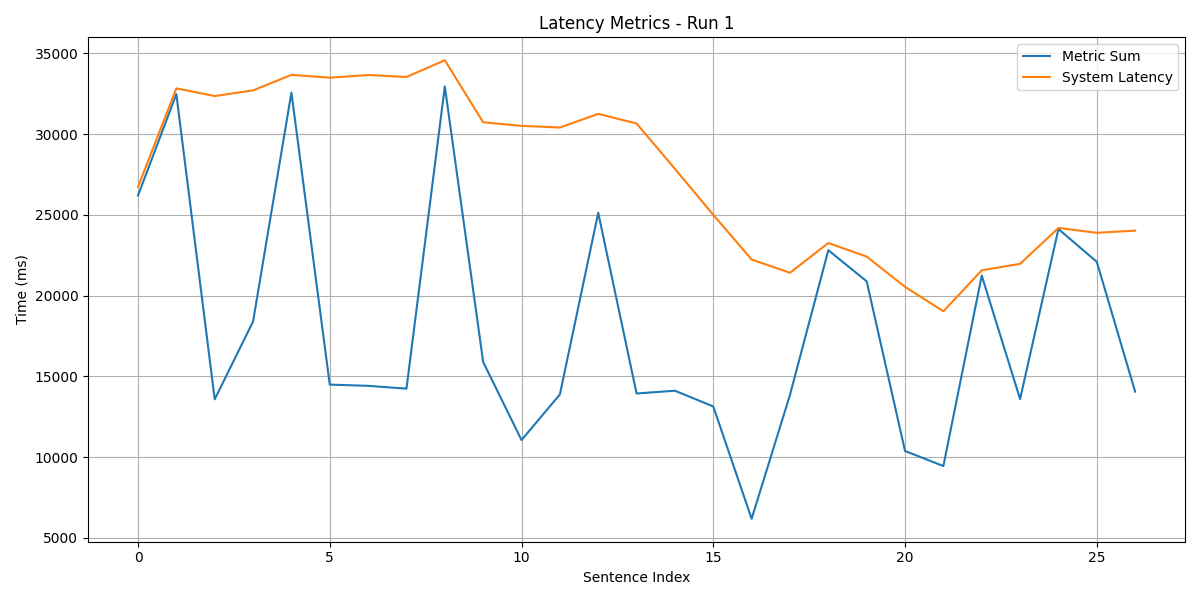 Latency Metrics - Run 1
Metric Sum
System Latency
Time (ms)
35000
30000
25000
20000
15000
10000
5000
0 5 10 15 20 25
Sentence Index